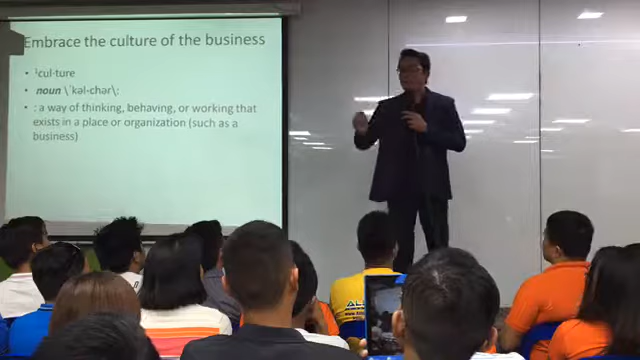 Embrace the culture of the business
• ¹cul·ture
• noun \ˈkəl-chər\:
• : a way of thinking, behaving, or working that
exists in a place or organization (such as a
business)